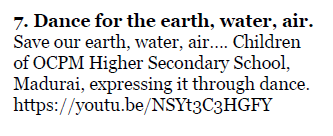 7. Dance for the earth, water, air.
Save our earth, water, air.... Children
of OCPM Higher Secondary School,
Madurai, expressing it through dance.
https://youtu.be/NSYt3C3HGFY